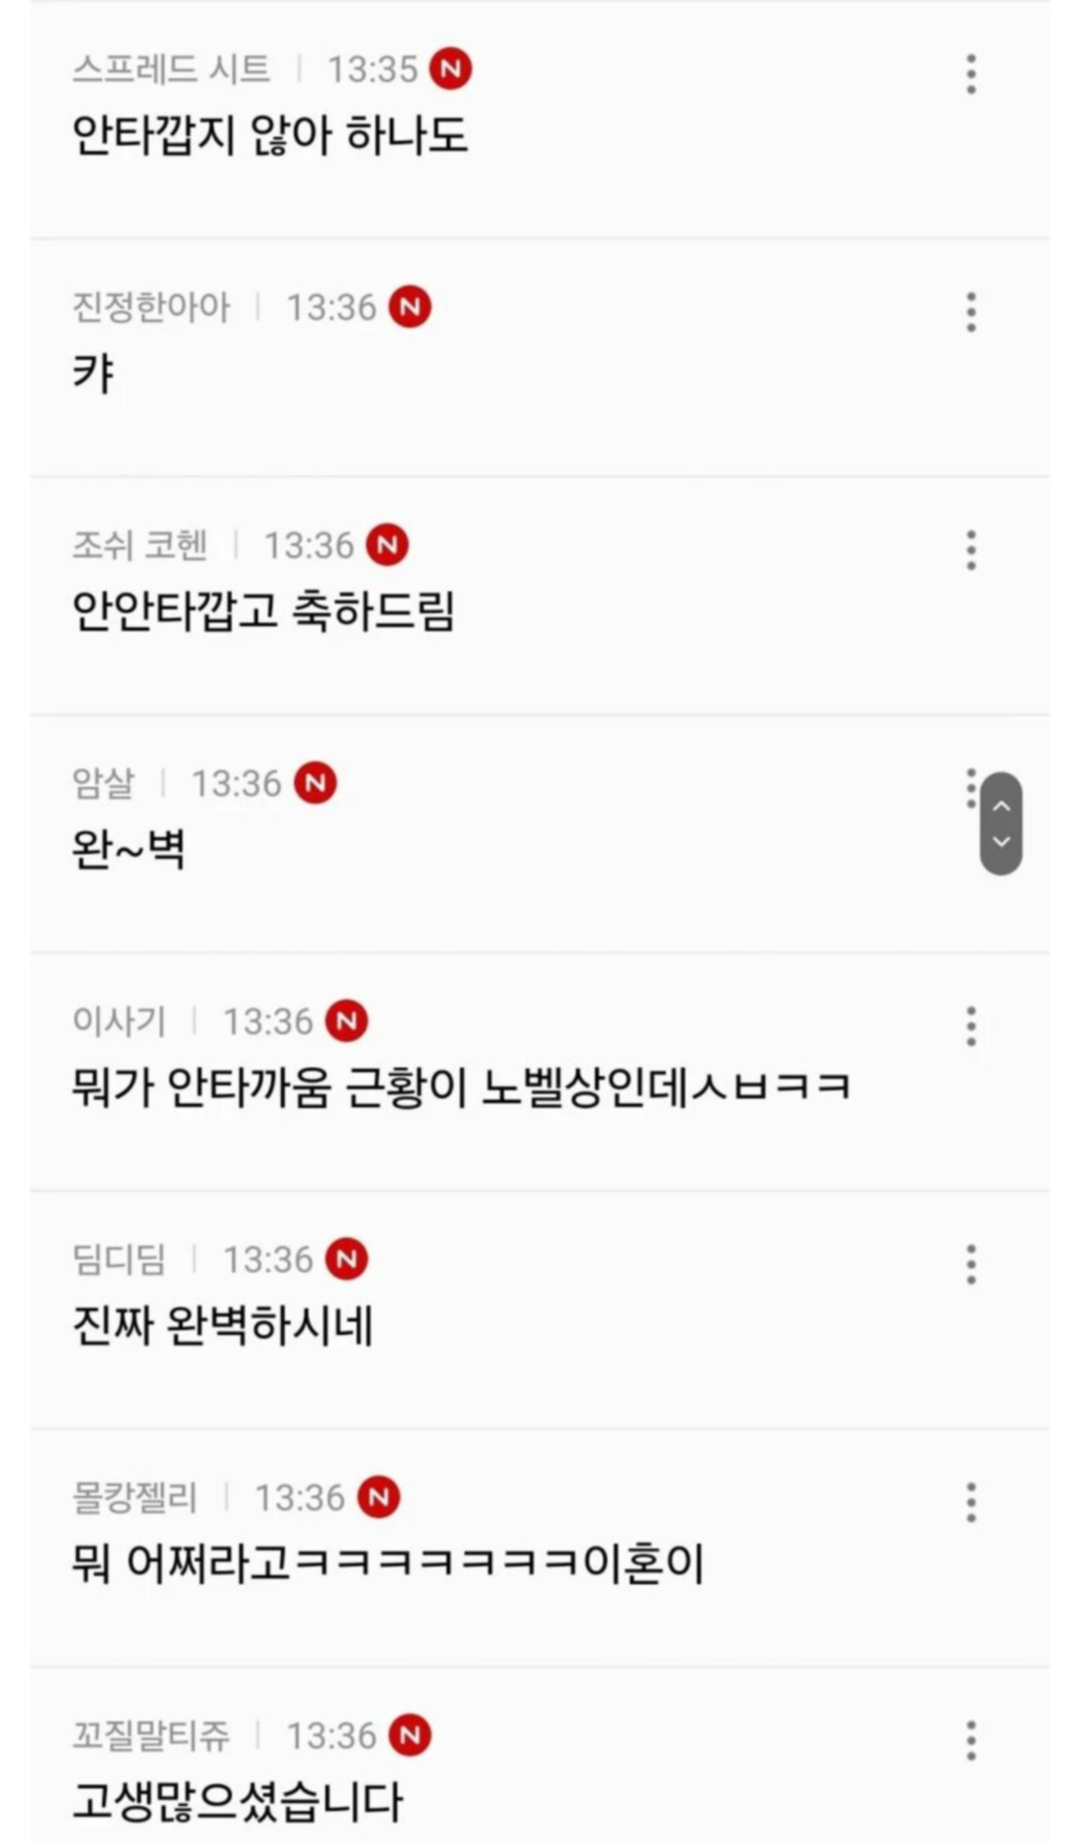 스프레드 시트 | 13:35 N
안타깝지 않아 하나도
진정한아아 | 13:36 N
캬
조쉬 코헨 | 13:36 N
안안타깝고 축하드림
암살 | 13:36 N
완~벽
이사기 | 13:36 N
뭐가 안타까움 근황이 노벨상인데ㅅㅂㅋㅋ
딤디딤 | 13:36 N
진짜 완벽하시네
몰캉젤리 | 13:36 N
뭐 어쩌라고ㅋㅋㅋㅋㅋㅋㅋ이혼이
꼬질말티쥬 | 13:36 N
고생많으셨습니다